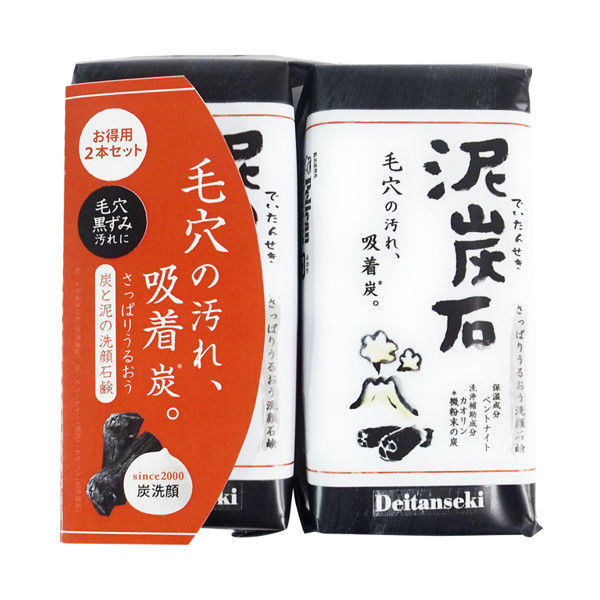 お得用
2本セット
毛穴
黒ずみ
汚れに
毛穴の汚れ、
吸着*炭。
さっぱりうるおう
炭と泥の洗顔石鹸
since2000
炭洗顔
泥
Pelican
泥炭石
でいたんせき
毛穴の汚れ、
吸着*炭。
さっぱりうるおう洗顔石鹸
保湿成分
ベントナイト
洗浄補助成分
カオリン
*微粉末の炭
Deitanseki
seki